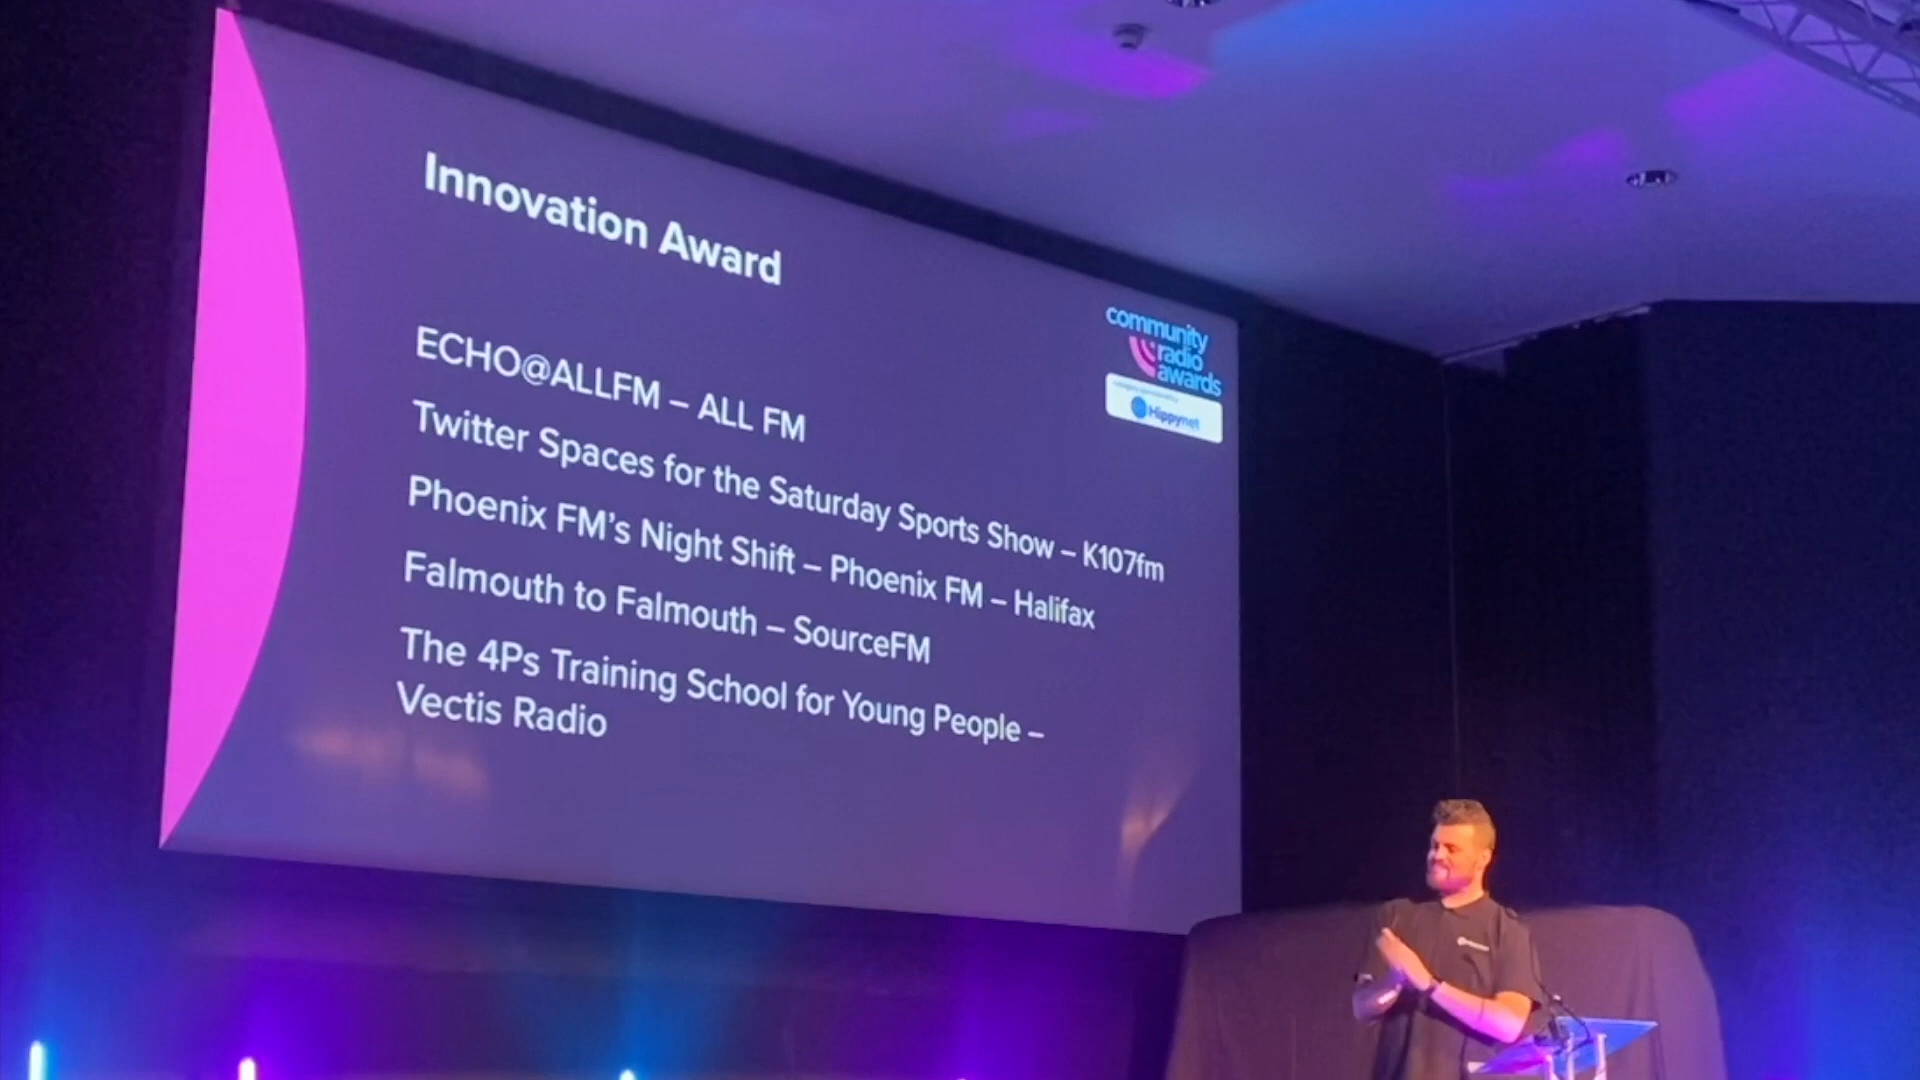 Innovation Award
ECHO@ALLFM – ALL FM
Twitter Spaces for the Saturday Sports Show – K107fm
Phoenix FM’s Night Shift – Phoenix FM – Halifax
Falmouth to Falmouth – SourceFM
The 4Ps Training School for Young People –
Vectis Radio
community
radio
awards
Hippynet